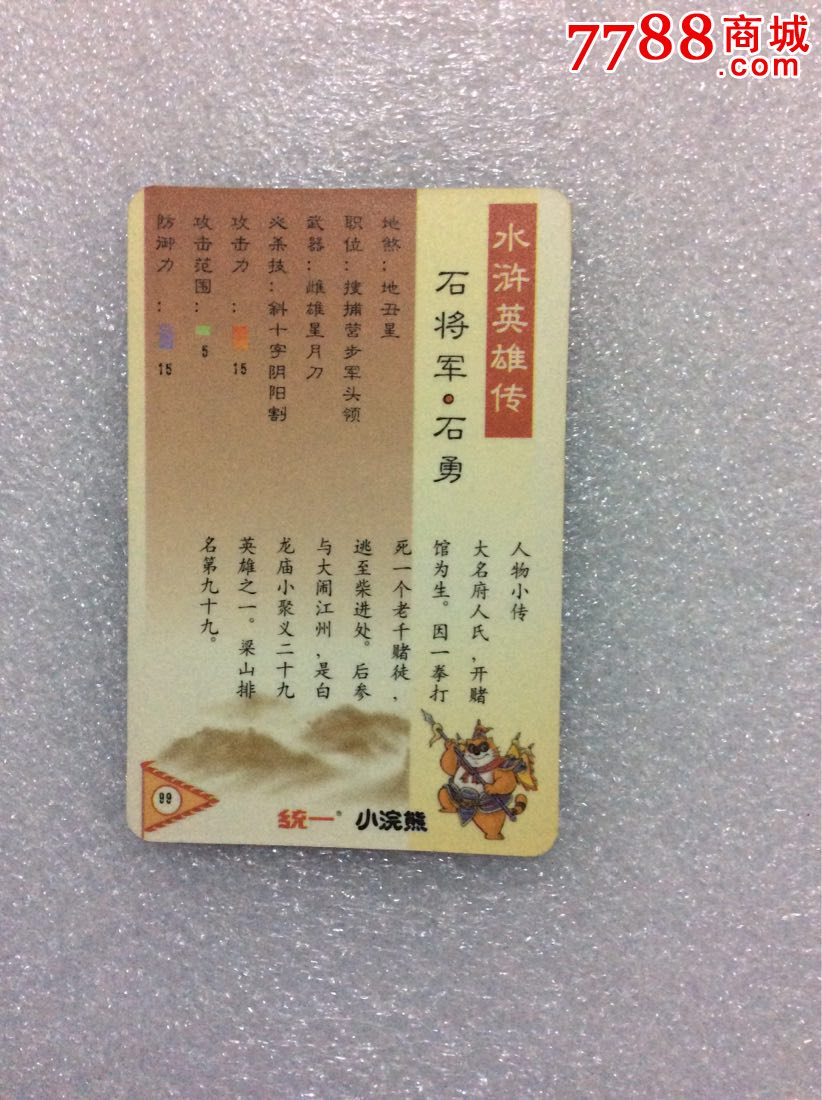 7788商城
.com
水浒英雄传
石将军·石勇
地煞：地丑星
职位：搜捕营步军头领
武器：雌雄星月刀
必杀技：斜十字阴阳割
攻击力：15
攻击范围：5
防御力：15
人物小传
大名府人氏，开赌
馆为生。因一拳打
死一个老千赌徒，
逃至柴进处。后参
与大闹江州，是白
龙庙小聚义二十九
英雄之一。梁山排
名第九十九。
99
统一® 小浣熊